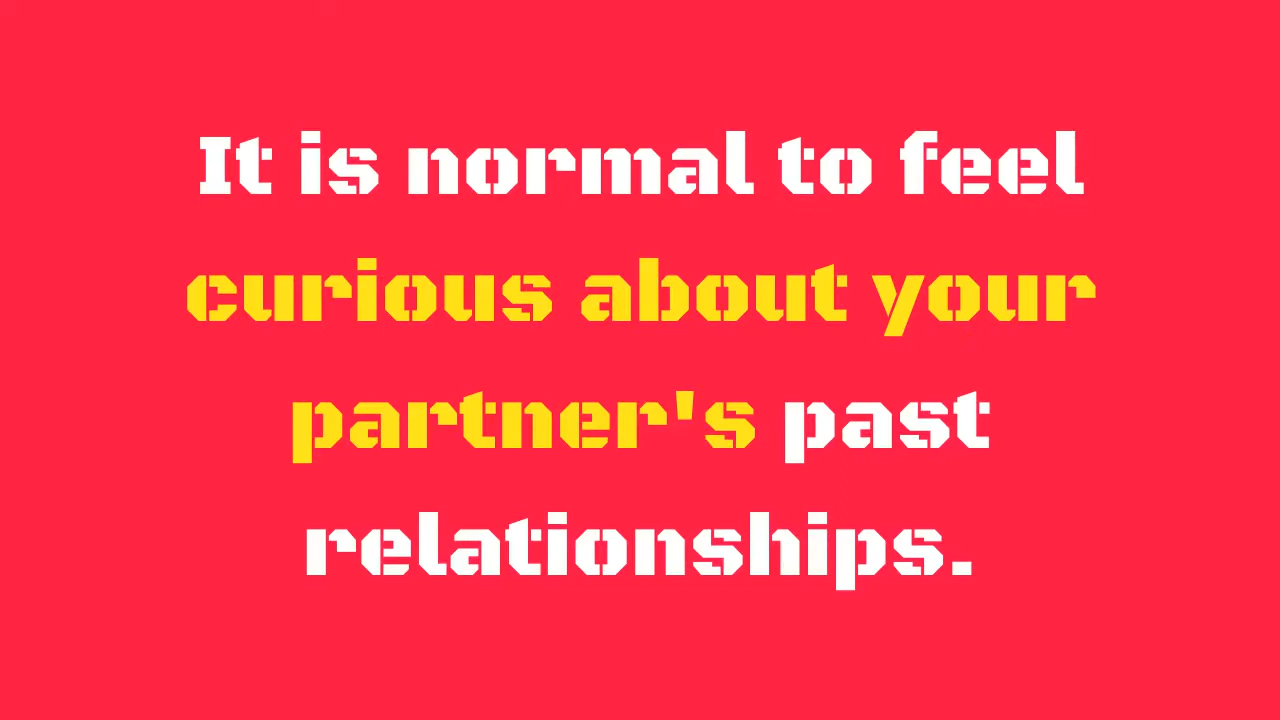 It is normal to feel
curious about your
partner's past
relationships.